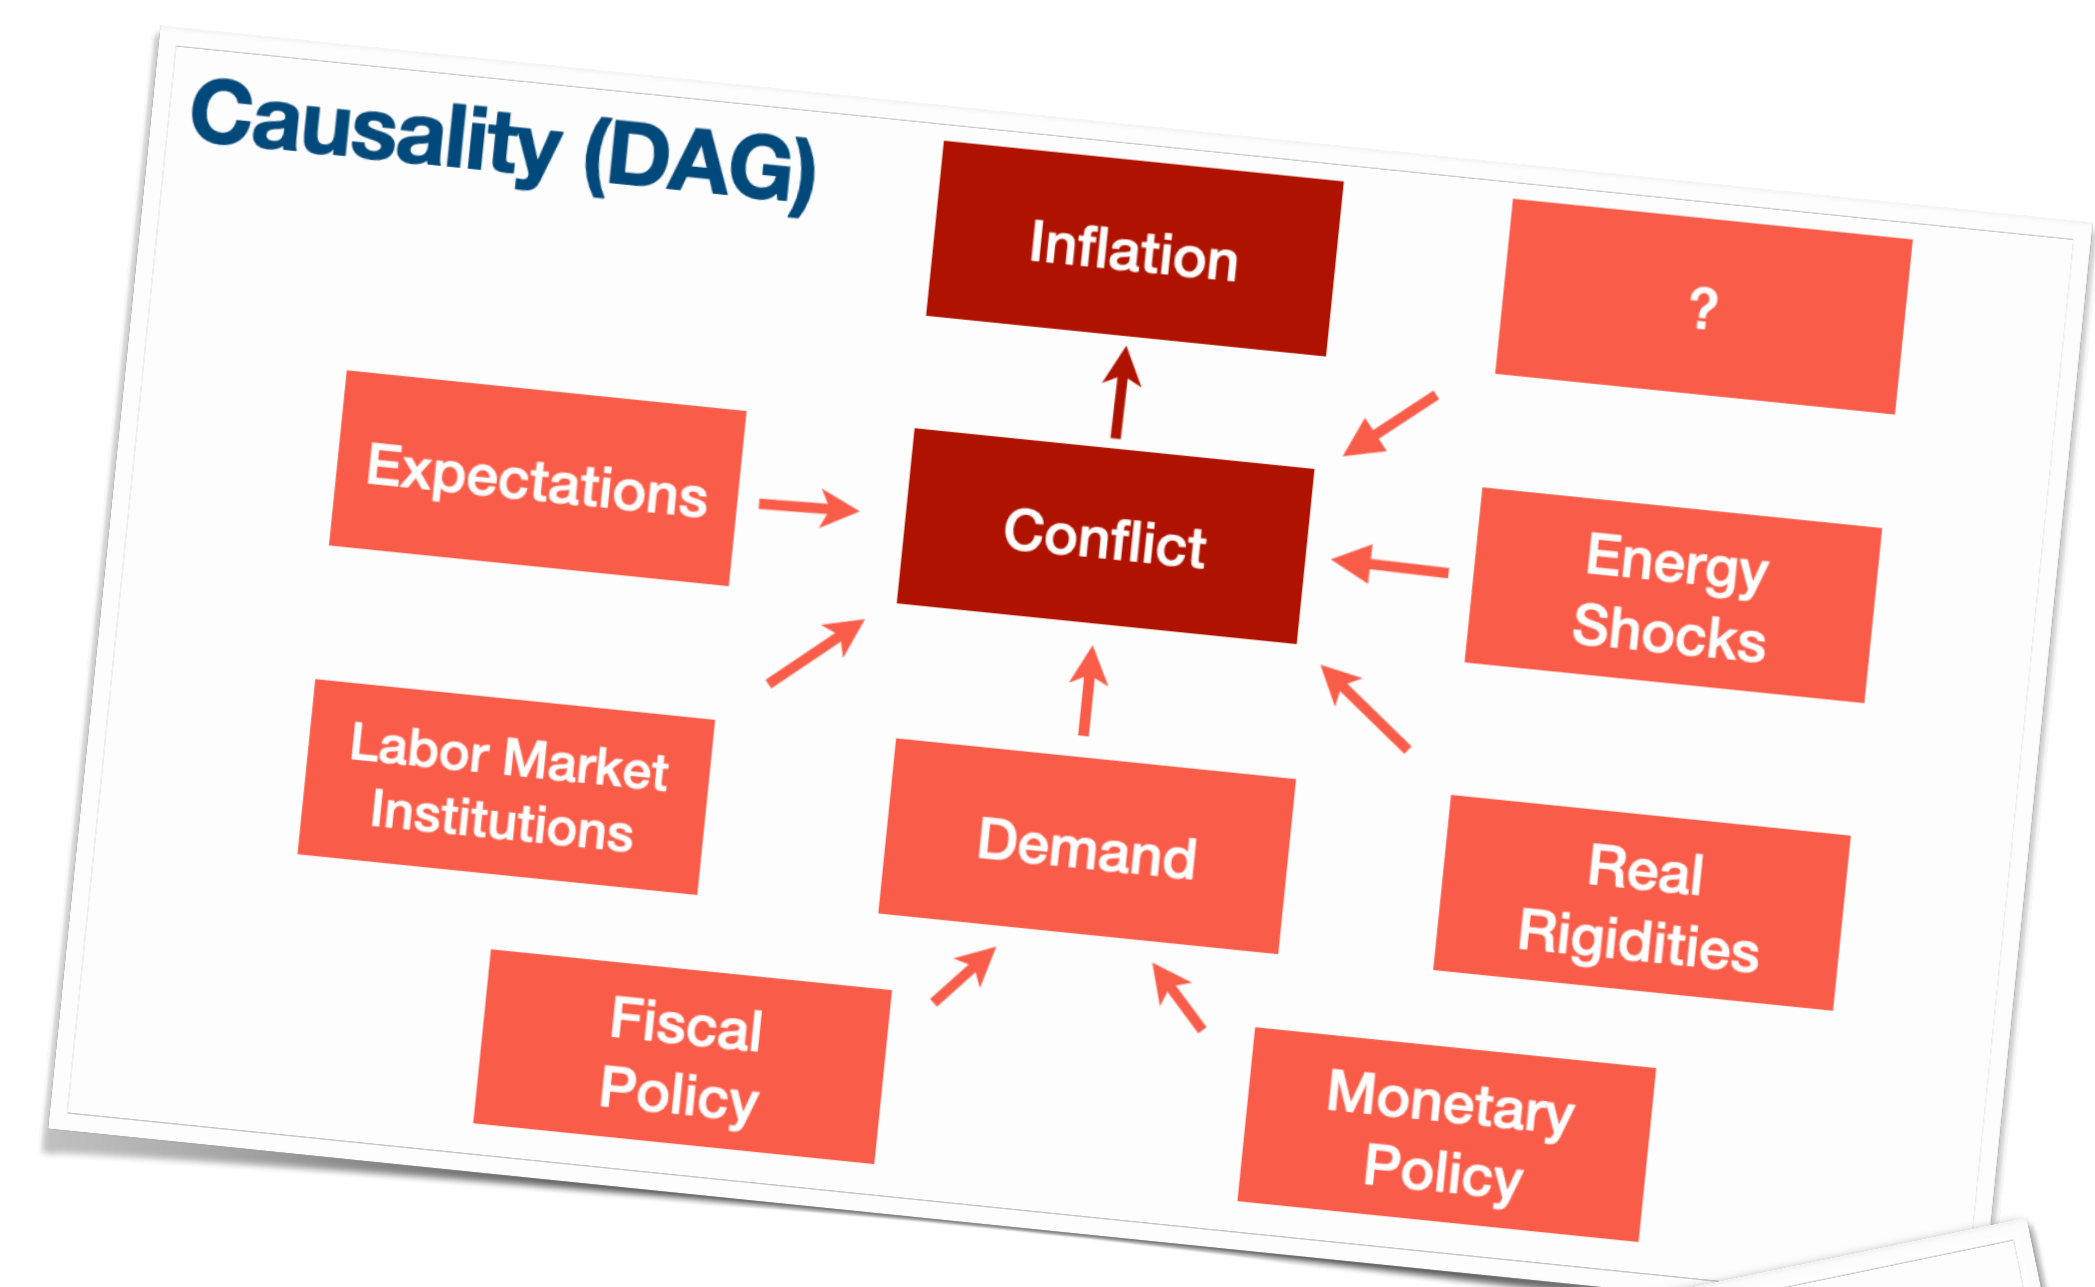 Causality (DAG)
Inflation
?
Expectations
Conflict
Energy
Shocks
Labor Market
Institutions
Demand
Real
Rigidities
Fiscal
Policy
Monetary
Policy